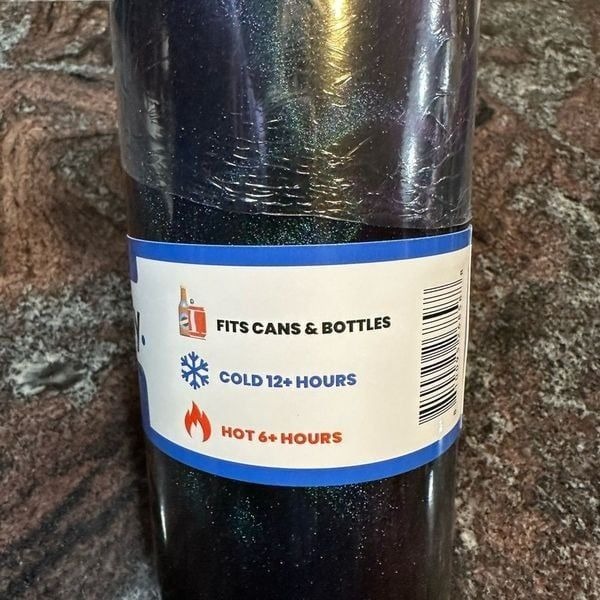 FITS CANS & BOTTLES
COLD 12+ HOURS
HOT 6+ HOURS